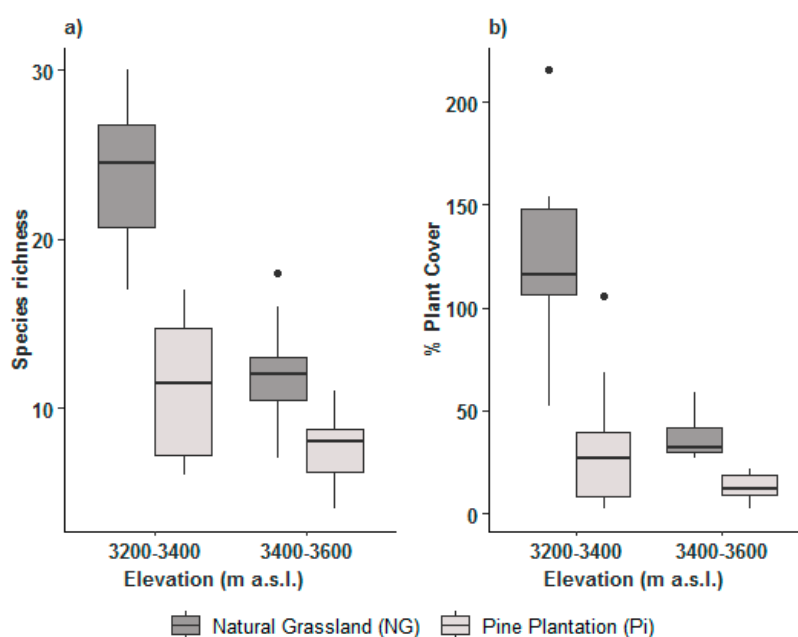 a)
30
20
10
Species richness
3200-3400
3400-3600
Elevation (m a.s.l.)
b)
200
150
100
50
0
% Plant Cover
3200-3400
3400-3600
Elevation (m a.s.l.)
Natural Grassland (NG)
Pine Plantation (Pi)